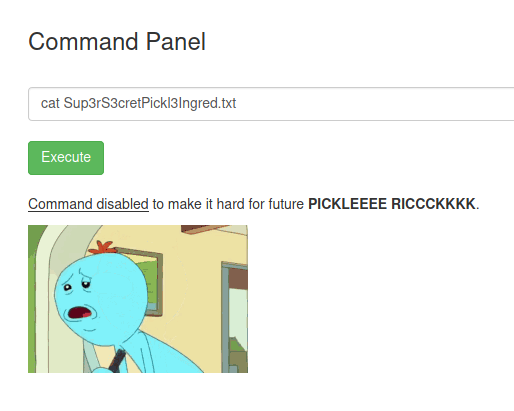 Command Panel
cat Sup3rS3cretPickl3Ingred.txt
Execute
Command disabled to make it hard for future PICKLEEEE RICCCKKKK.